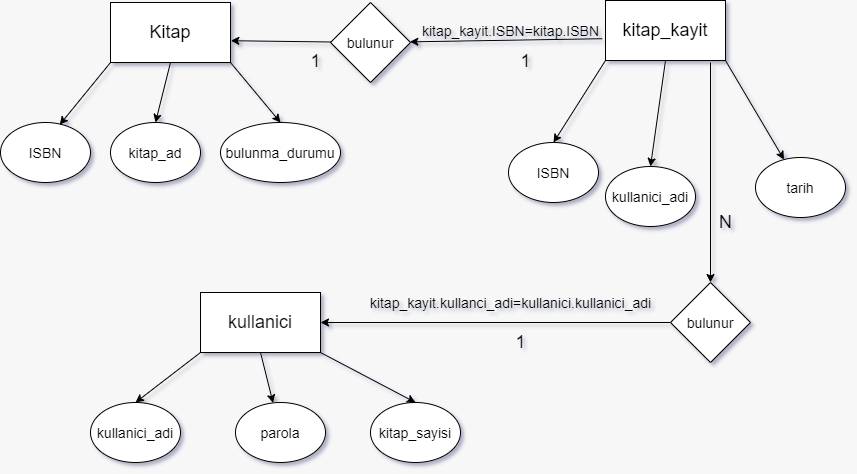 Kitap
bulunur
kitap_kayit.ISBN=kitap.ISBN
kitap_kayit
1
1
ISBN
kitap_ad
bulunma_durumu
ISBN
kullanici_adi
tarih
N
kullanici
kitap_kayit.kullanci_adi=kullanici.kullanici_adi
bulunur
1
kullanici_adi
parola
kitap_sayisi